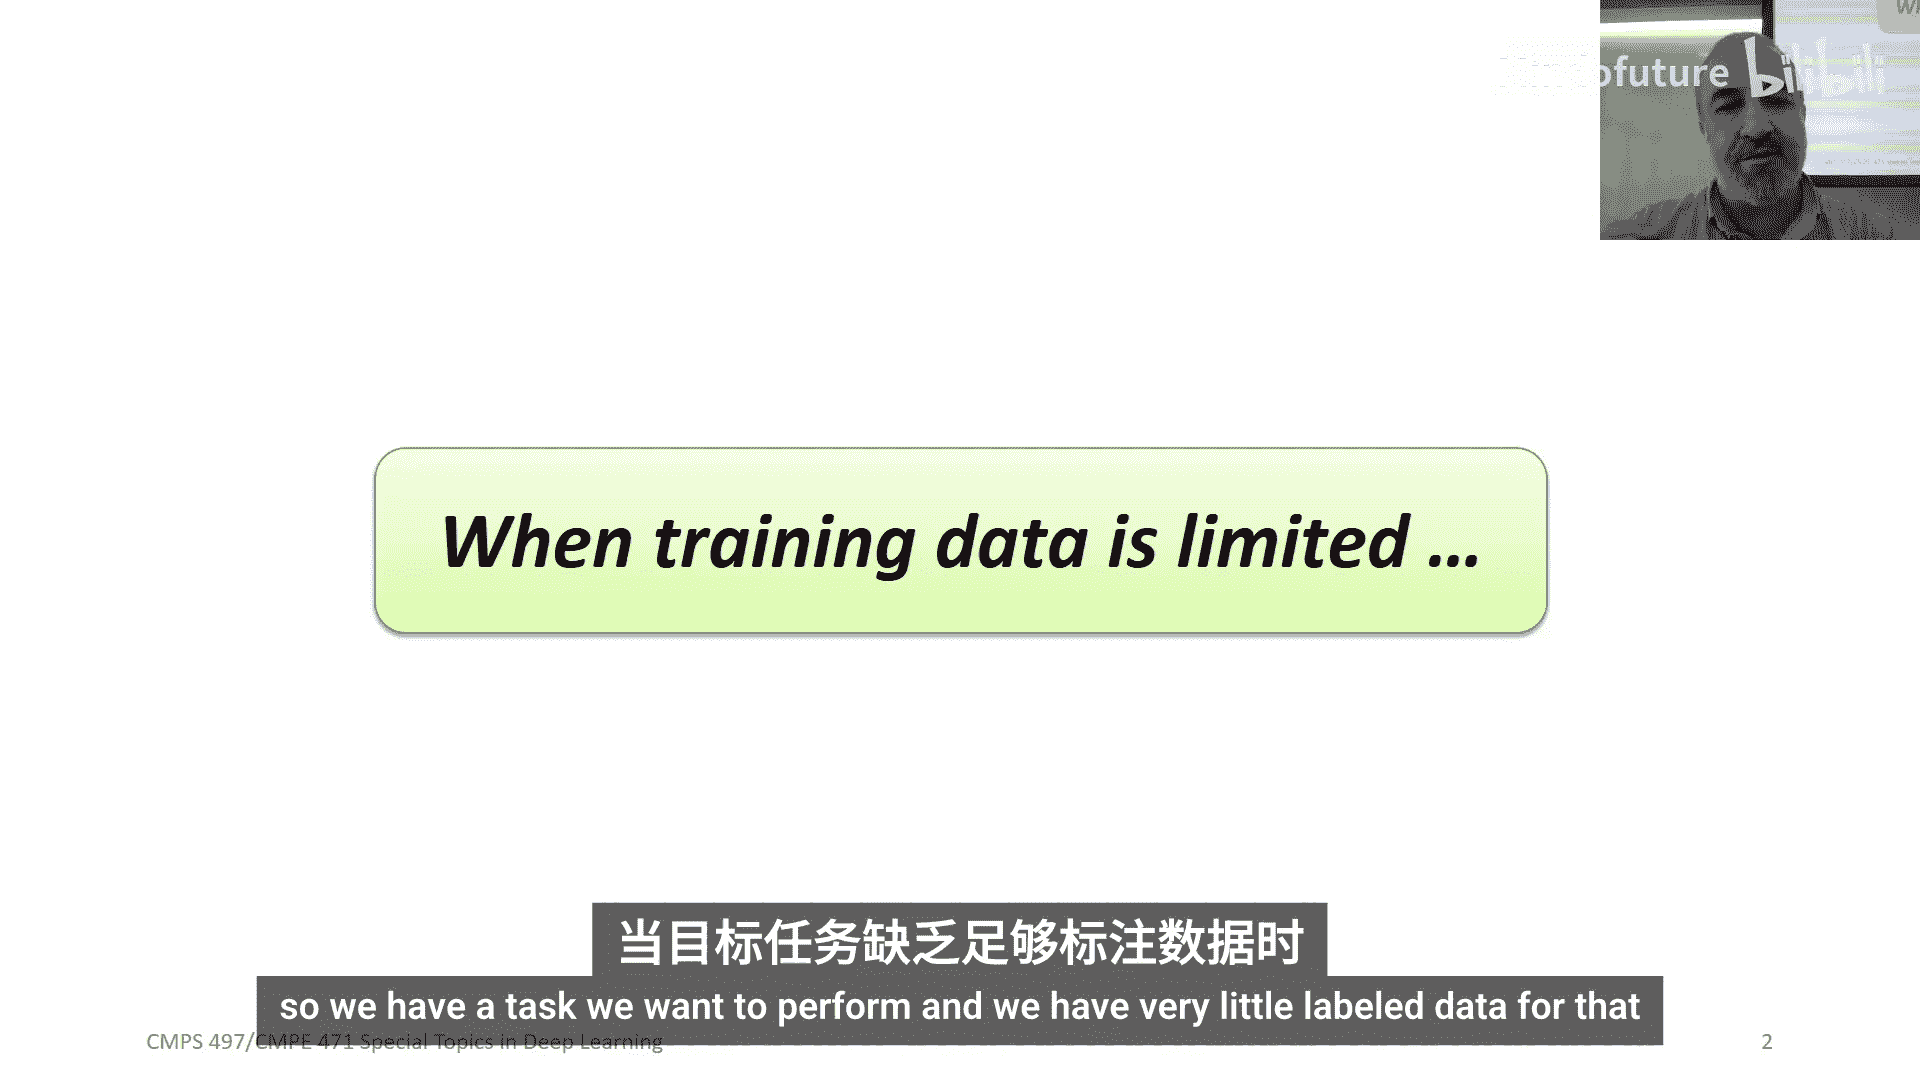 ofuture bilibili
When training data is limited ...
当目标任务缺乏足够标注数据时
so we have a task we want to perform and we have very little labeled data for that
CMPS 497/CMPE 471 Special Topics in Deep Learning
2